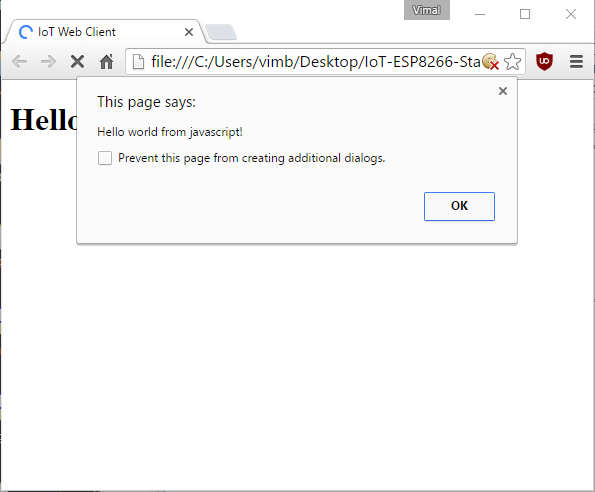 Vimal
IoT Web Client
file:///C:/Users/vimb/Desktop/IoT-ESP8266-Sta
This page says:
Hello
Hello world from javascript!
Prevent this page from creating additional dialogs.
OK